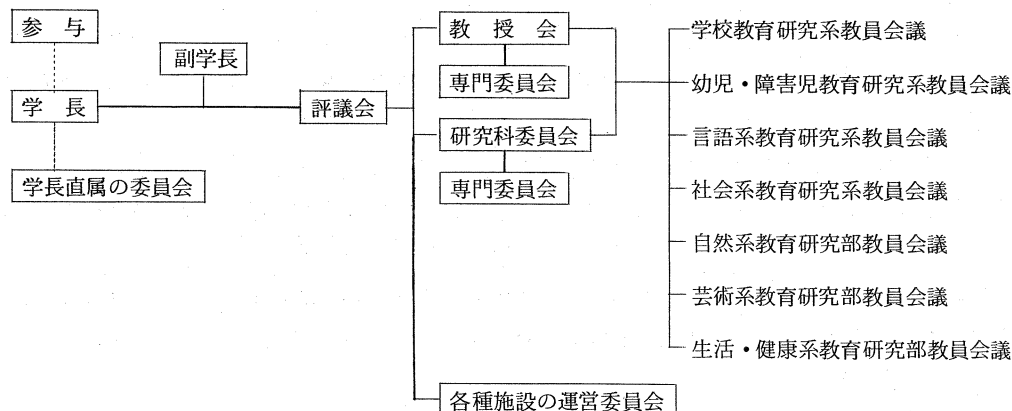 参与
副学長
学長
学長直属の委員会
評議会
教授会
専門委員会
研究科委員会
専門委員会
各種施設の運営委員会
学校教育研究系教員会議
幼児・障害児教育研究系教員会議
言語系教育研究系教員会議
社会系教育研究系教員会議
自然系教育研究部教員会議
芸術系教育研究部教員会議
生活・健康系教育研究部教員会議